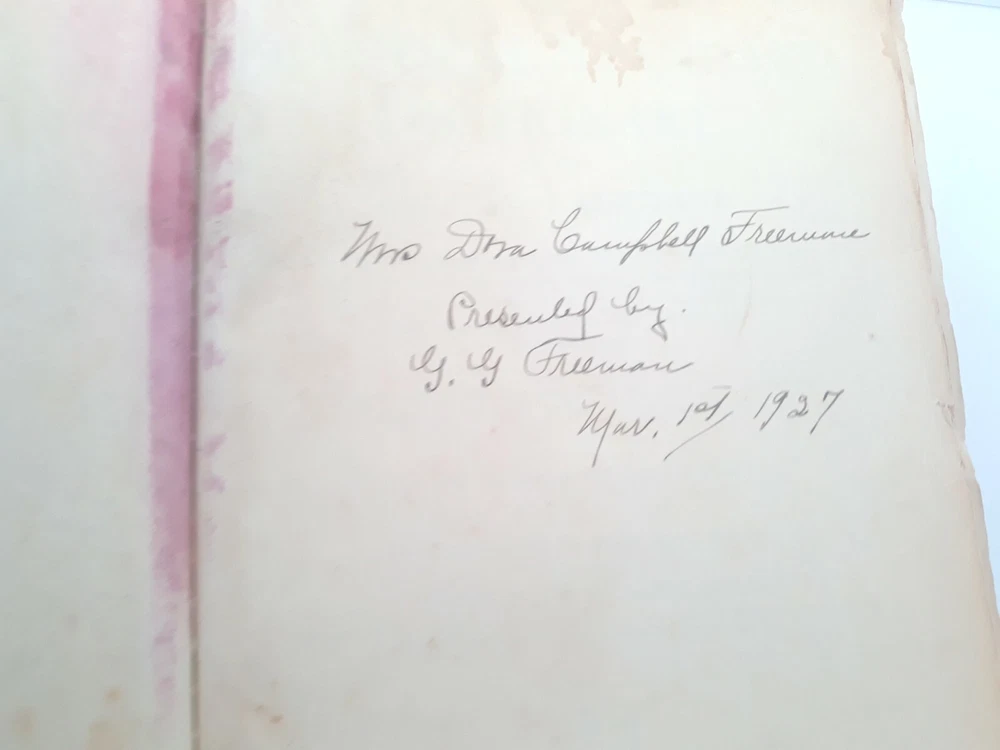 Mrs Dora Campbell Freeman
Presented by.
G. G Freeman
Mar. 1st/ 1927